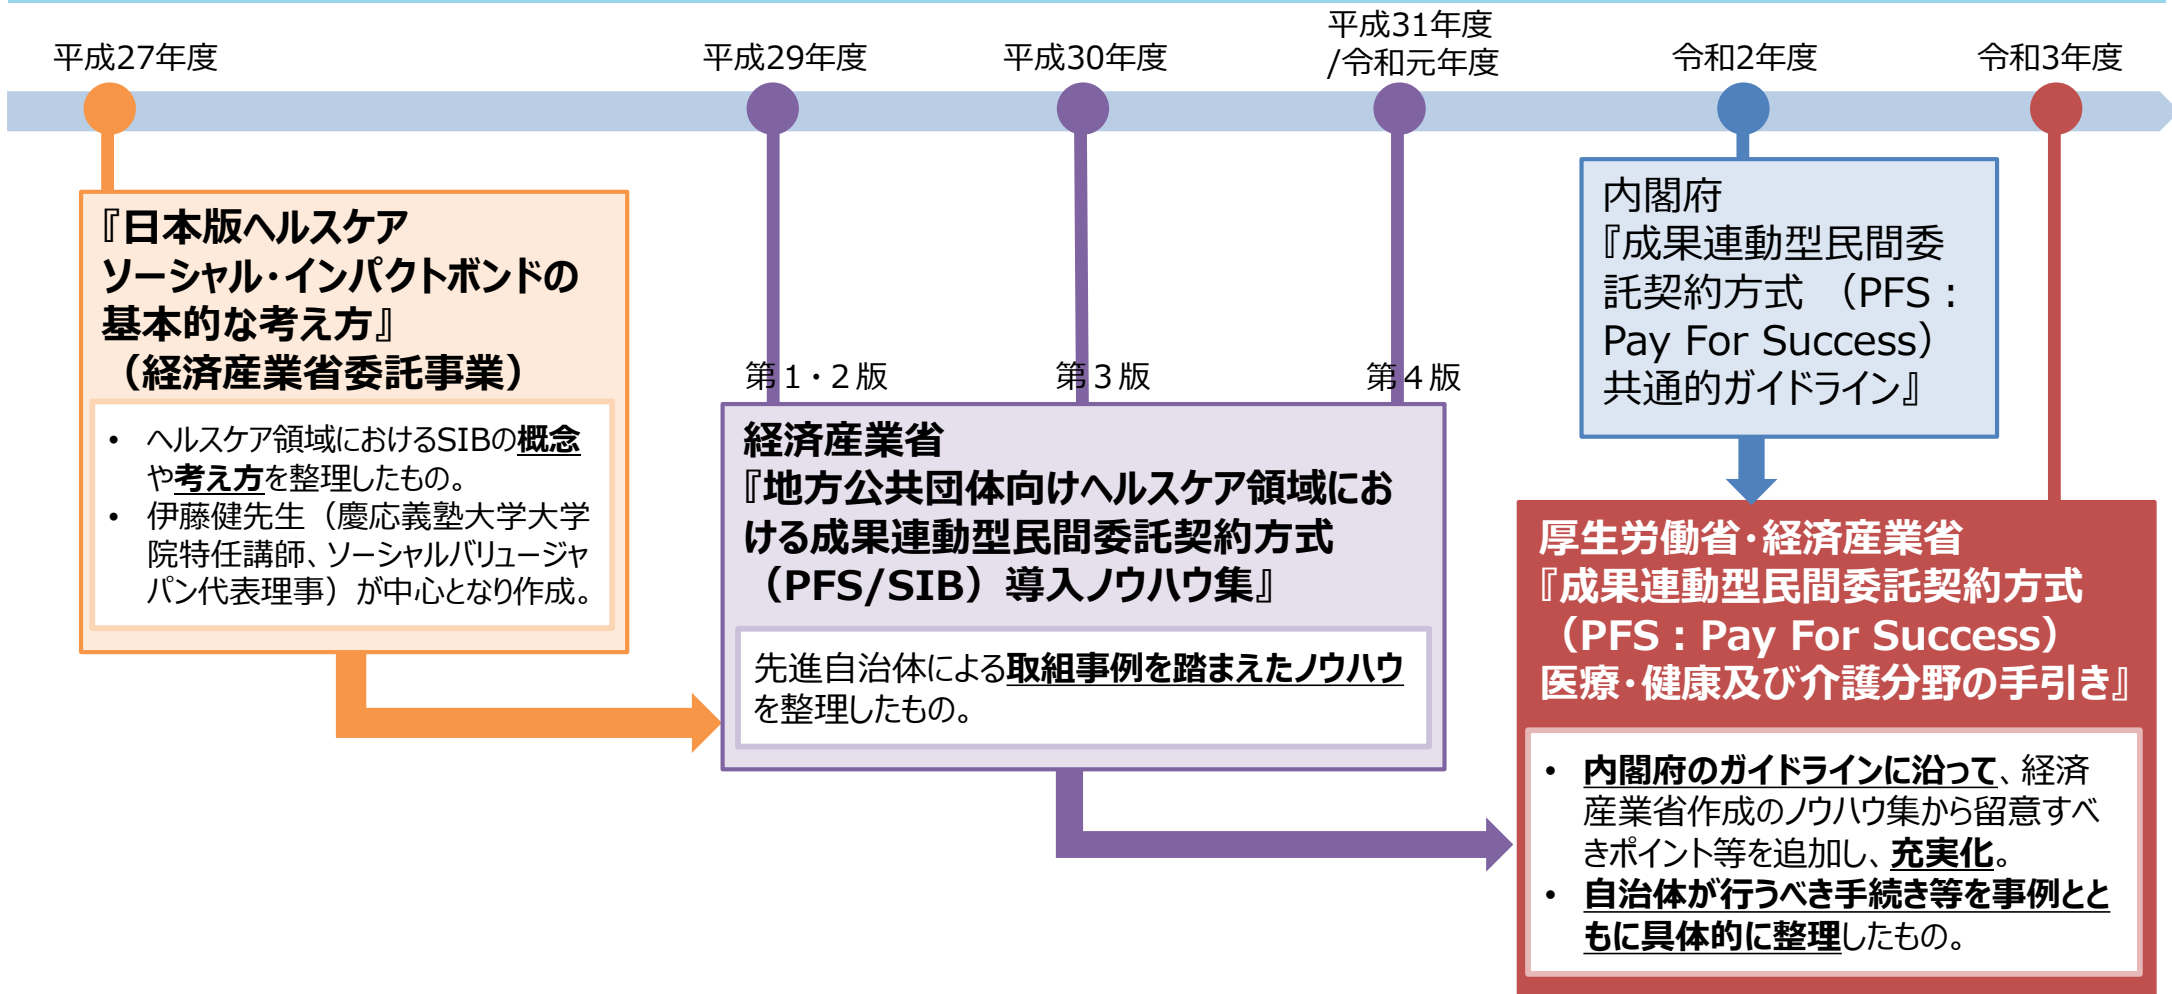 平成27年度
平成29年度
平成30年度
平成31年度
/令和元年度
令和2年度
令和3年度
『日本版ヘルスケア
ソーシャル・インパクトボンドの
基本的な考え方』
（経済産業省委託事業）
• ヘルスケア領域におけるSIBの概念
や考え方を整理したもの。
• 伊藤健先生（慶応義塾大学大学
院特任講師、ソーシャルバリュージャ
パン代表理事）が中心となり作成。
第１・２版
第３版
第４版
経済産業省
『地方公共団体向けヘルスケア領域にお
ける成果連動型民間委託契約方式
（PFS/SIB）導入ノウハウ集』
先進自治体による取組事例を踏まえたノウハウ
を整理したもの。
内閣府
『成果連動型民間委
託契約方式 （PFS：
Pay For Success）
共通的ガイドライン』
厚生労働省・経済産業省
『成果連動型民間委託契約方式
（PFS：Pay For Success）
医療・健康及び介護分野の手引き』
• 内閣府のガイドラインに沿って、経済
産業省作成のノウハウ集から留意すべ
きポイント等を追加し、充実化。
• 自治体が行うべき手続き等を事例とと
もに具体的に整理したもの。